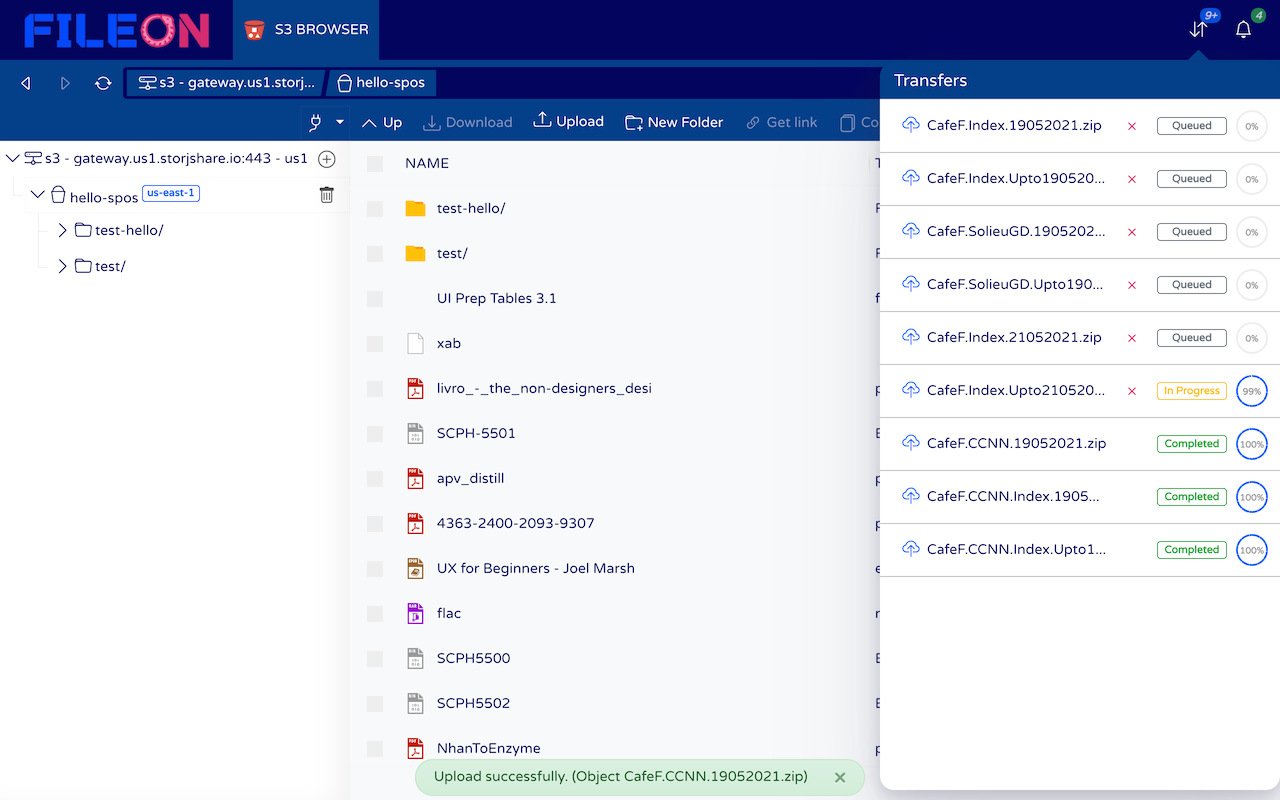 FILEON
S3 BROWSER
9+
4
s3 - gateway.us1.storj...
hello-spos
Transfers
Up
Download
Upload
New Folder
Get link
Co
s3 - gateway.us1.storjshare.io:443 - us1
hello-spos
us-east-1
test-hello/
test/
NAME
test-hello/
test/
UI Prep Tables 3.1
xab
livro_-_the_non-designers_desi
SCPH-5501
apv_distill
4363-2400-2093-9307
UX for Beginners - Joel Marsh
flac
SCPH5500
SCPH5502
NhanToEnzyme
CafeF.Index.19052021.zip Queued 0%
CafeF.Index.Upto190520... Queued 0%
CafeF.SolieuGD.1905202... Queued 0%
CafeF.SolieuGD.Upto190... Queued 0%
CafeF.Index.21052021.zip Queued 0%
CafeF.Index.Upto210520... In Progress 99%
CafeF.CCNN.19052021.zip Completed 100%
CafeF.CCNN.Index.1905... Completed 100%
CafeF.CCNN.Index.Upto1... Completed 100%
Upload successfully. (Object CafeF.CCNN.19052021.zip)